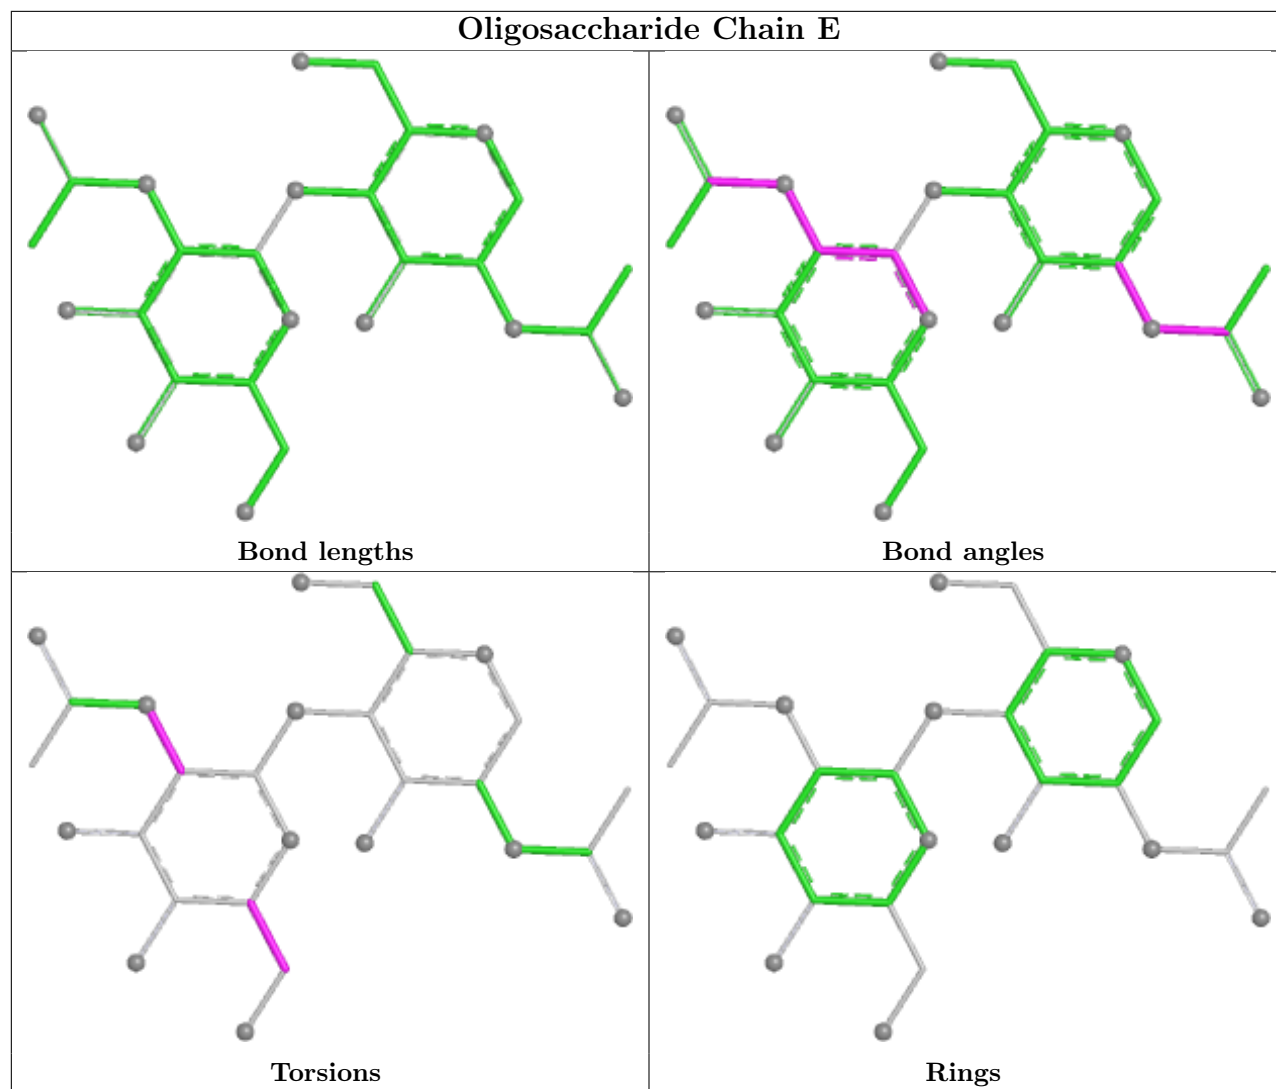 Oligosaccharide Chain E
Bond lengths
Bond angles
Torsions
Rings